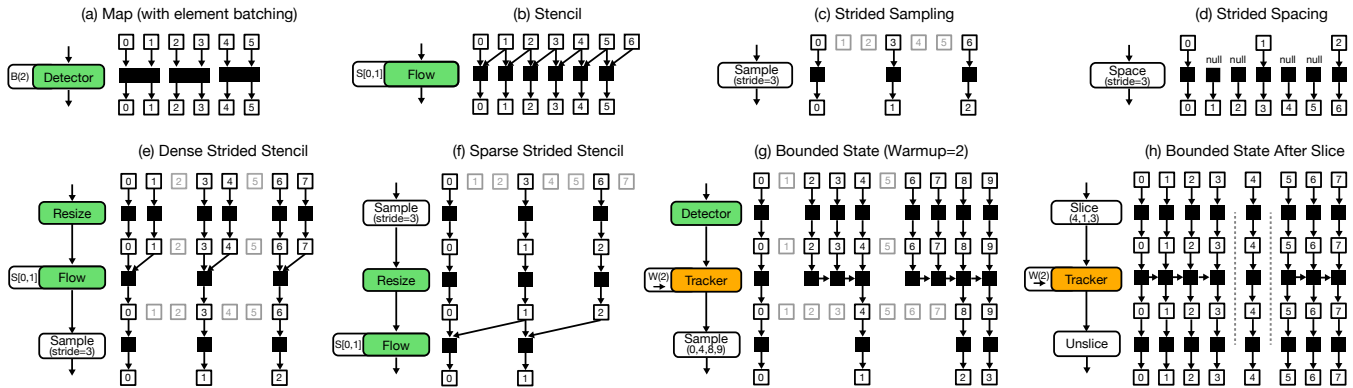 (a) Map (with element batching)
0 1 2 3 4 5
B(2) Detector
0 1 2 3 4 5
(b) Stencil
0 1 2 3 4 5 6
S[0,1] Flow
0 1 2 3 4 5
(c) Strided Sampling
0 1 2 3 4 5 6
Sample
(stride=3)
0 1 2
(d) Strided Spacing
0 1 2
null null null null
Space
(stride=3)
0 1 2 3 4 5 6
(e) Dense Strided Stencil
0 1 2 3 4 5 6 7
Resize
0 1 2 3 4 5 6 7
S[0,1] Flow
0 1 2 3 4 5 6
Sample
(stride=3)
0 1 2
(f) Sparse Strided Stencil
0 1 2 3 4 5 6 7
Sample
(stride=3)
0 1 2
Resize
0 1 2
S[0,1] Flow
0 1
(g) Bounded State (Warmup=2)
0 1 2 3 4 5 6 7 8 9
Detector
0 1 2 3 4 5 6 7 8 9
W(2) Tracker
0 1 2 3 4 5 6 7 8 9
Sample
(0,4,8,9)
0 1 2 3
(h) Bounded State After Slice
0 1 2 3 4 5 6 7
Slice
(4,1,3)
0 1 2 3 4 5 6 7
W(2) Tracker
0 1 2 3 4 5 6 7
Unslice
0 1 2 3 4 5 6 7